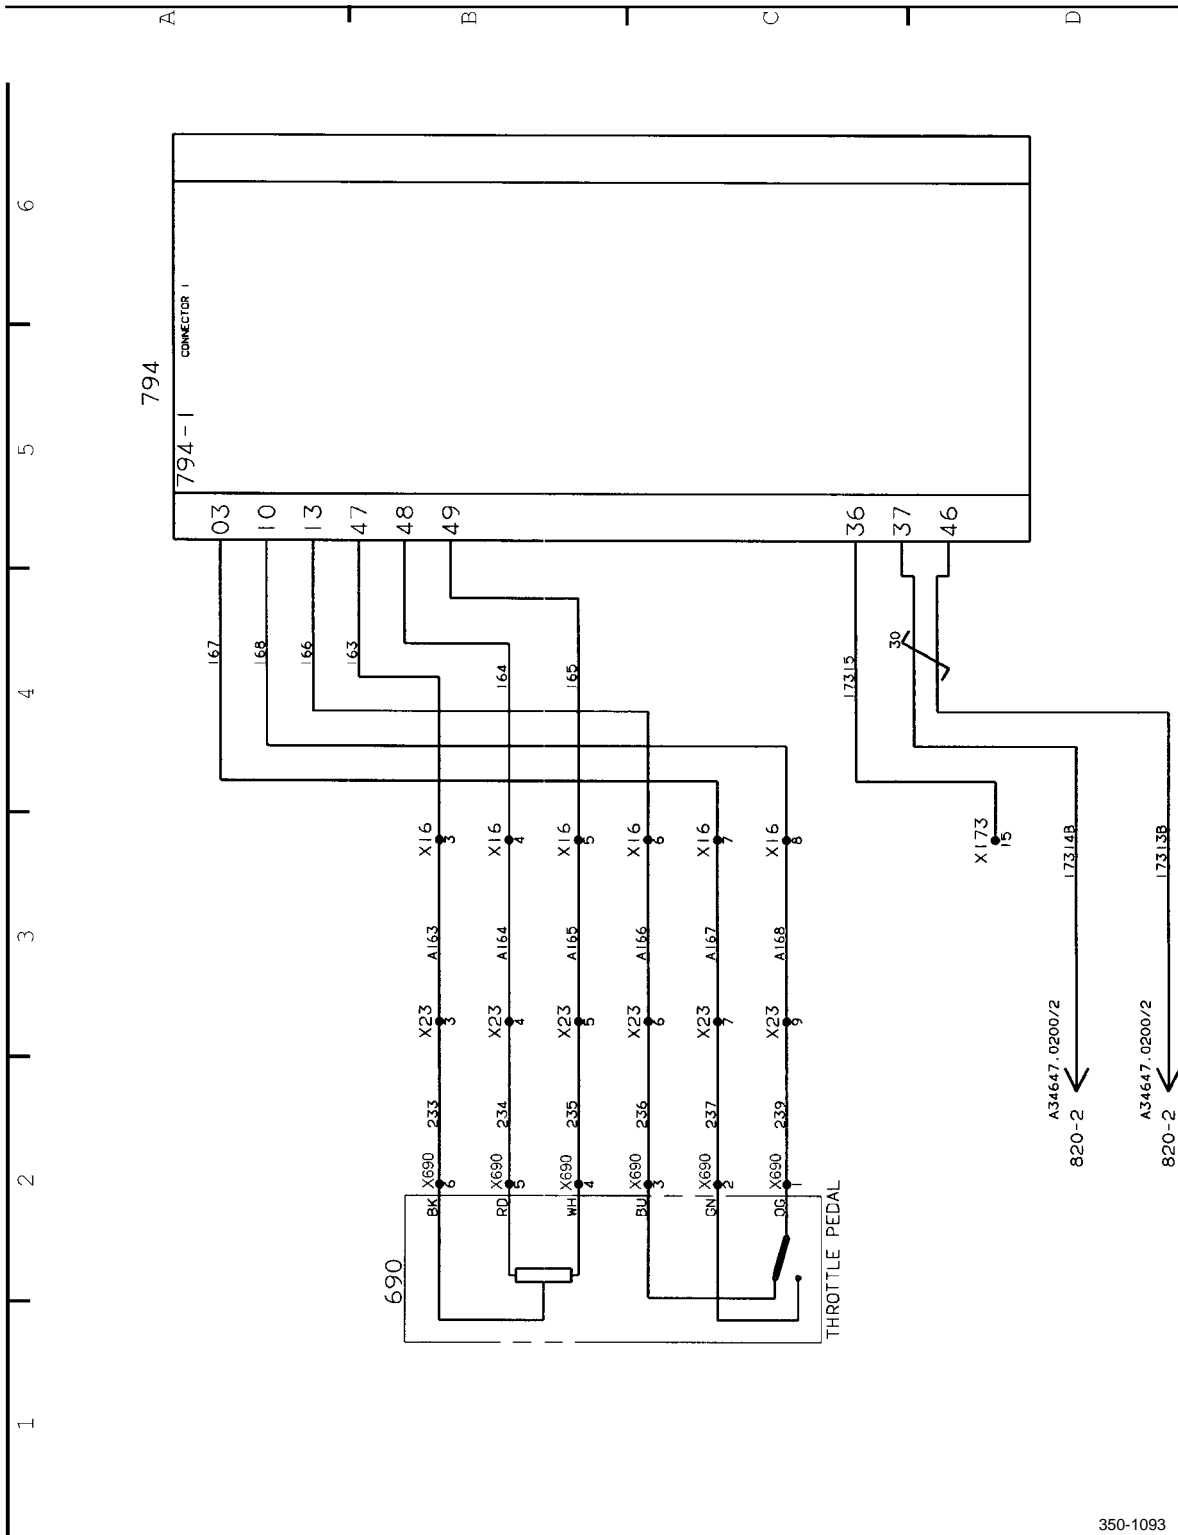 A
B
C
D
6
5
4
3
2
1
794
794-1
CONNECTOR 1
03
10
13
47
48
49
36
37
46
167
168
166
163
164
165
17315
30
X16
3
X16
4
X16
5
X16
6
X16
7
X16
8
X173
15
17314B
17313B
A163
A164
A165
A166
A167
A168
X23
3
X23
4
X23
5
X23
6
X23
7
X23
9
A34647.0200/2
820-2
A34647.0200/2
820-2
233
234
235
236
237
239
X690
6
X690
5
X690
4
X690
3
X690
2
X690
1
BK
RD
WH
BU
GN
OG
690
THROTTLE PEDAL
350-1093